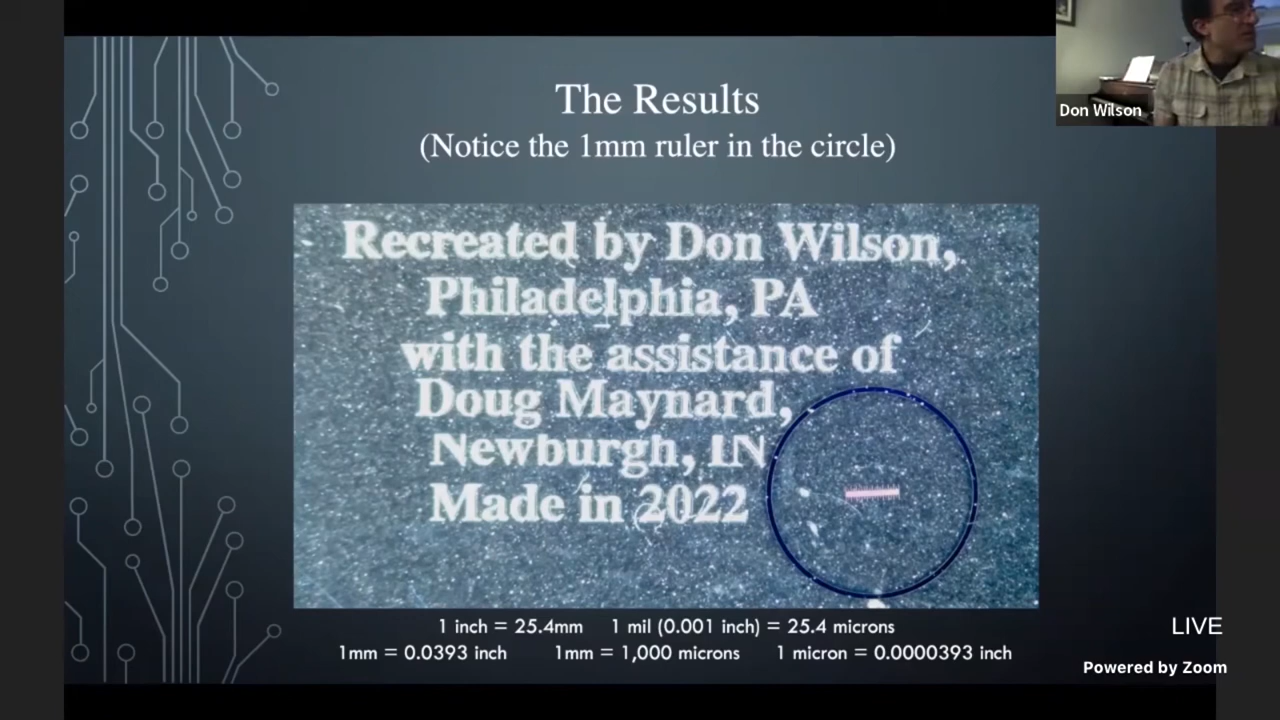 The Results
(Notice the 1mm ruler in the circle)
Don Wilson
Recreated by Don Wilson,
Philadelphia, PA
with the assistance of
Doug Maynard,
Newburgh, IN
Made in 2022
1 inch = 25.4mm 1 mil (0.001 inch) = 25.4 microns
1mm = 0.0393 inch 1mm = 1,000 microns 1 micron = 0.0000393 inch
LIVE
Powered by Zoom